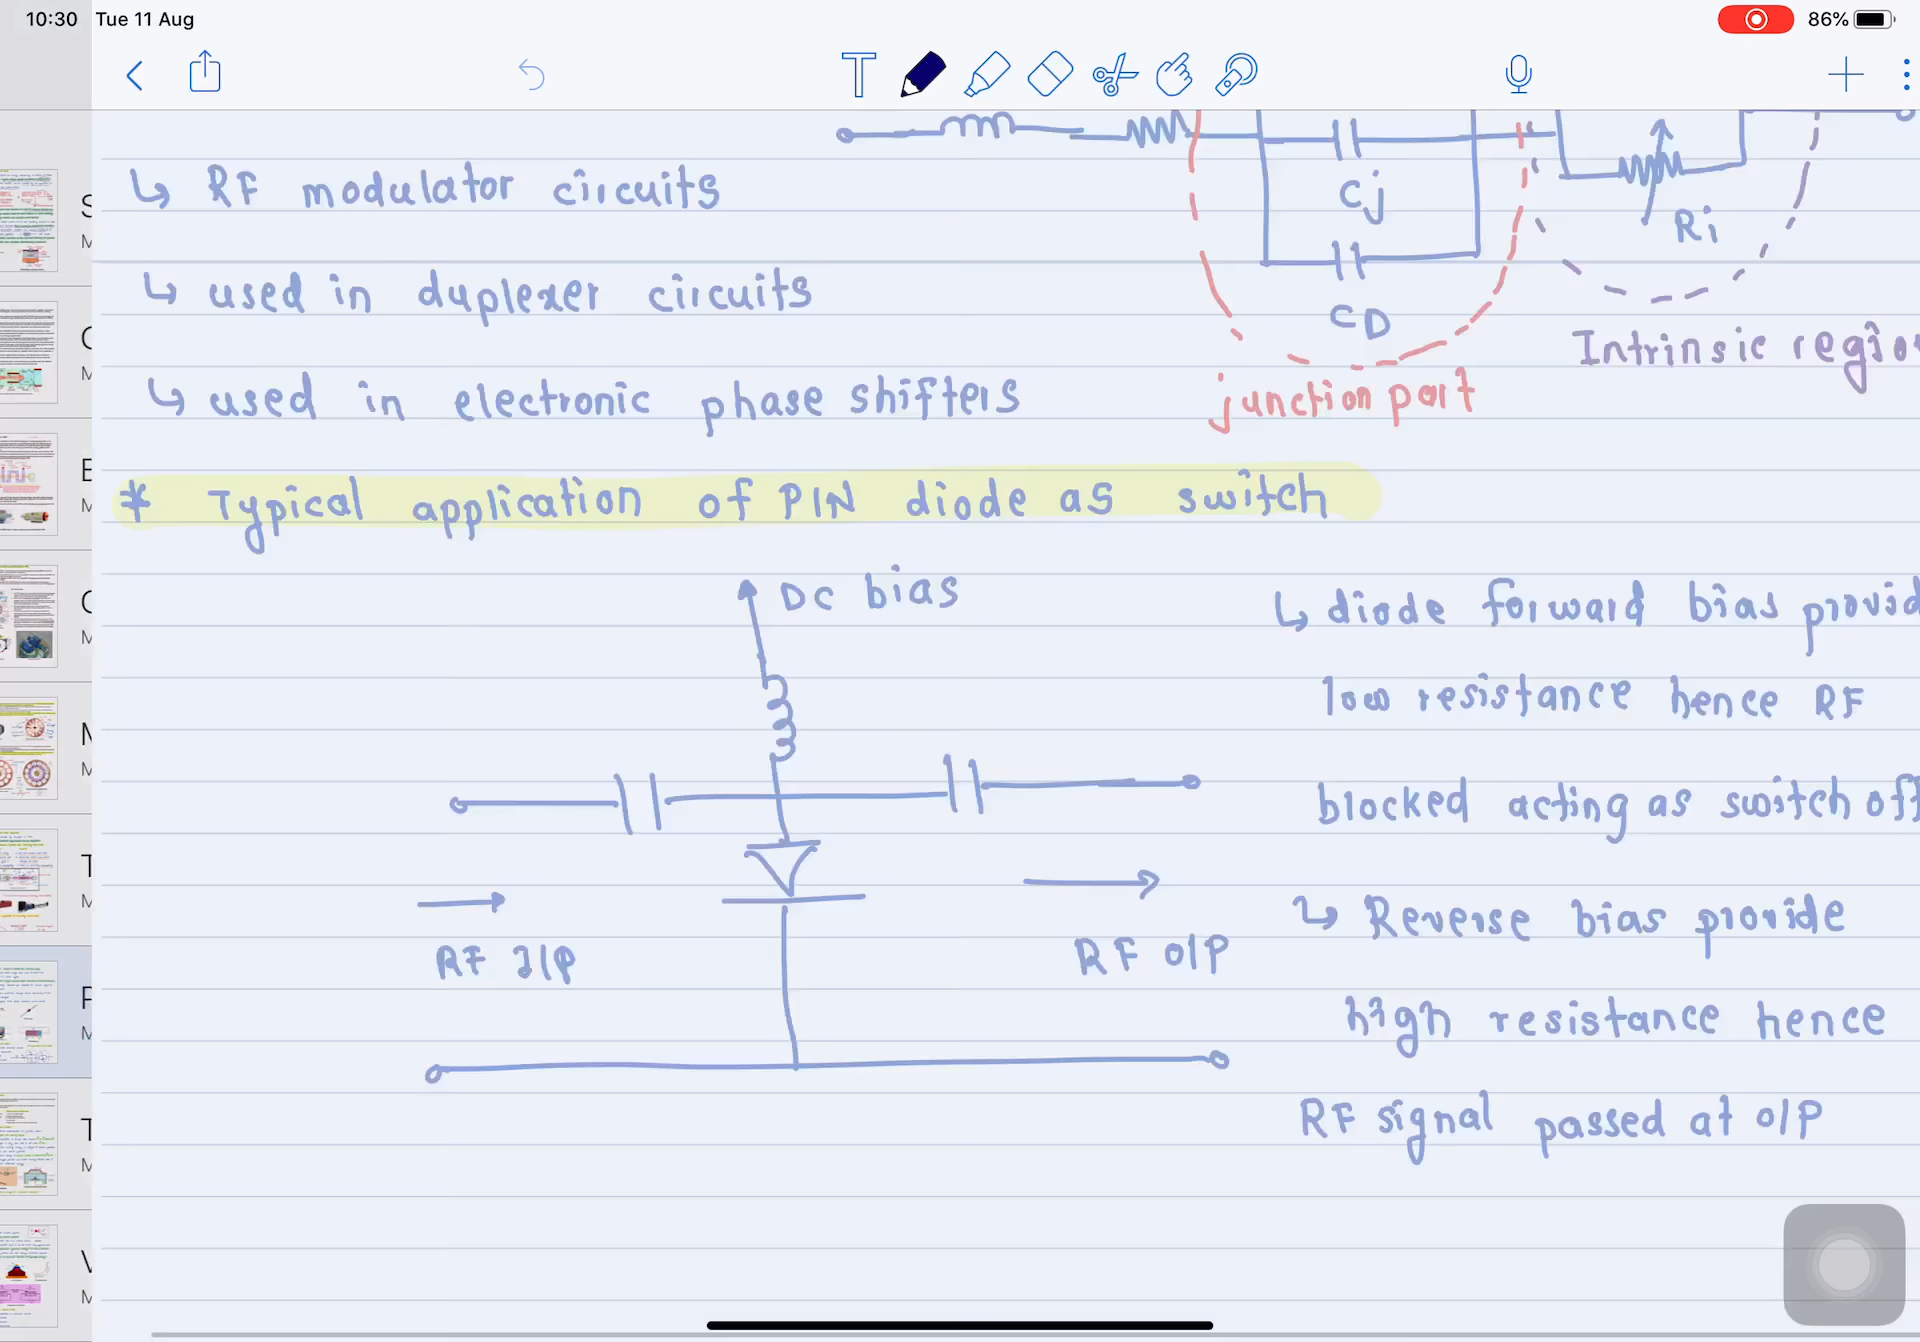 10:30 Tue 11 Aug
86%
T
Cj
↳ RF modulator circuits
Ri
↳ used in duplexer circuits
CD
Intrinsic regio
↳ used in electronic phase shifters
junction part
* Typical application of PIN diode as switch
DC bias
↳ diode forward bias provid
low resistance hence RF
blocked acting as switch off
RF I/P
RF O/P
↳ Reverse bias provide
high resistance hence
RF signal passed at O/P
S
M
C
M
E
M
C
M
M
M
T
M
F
M
T
M
V
M